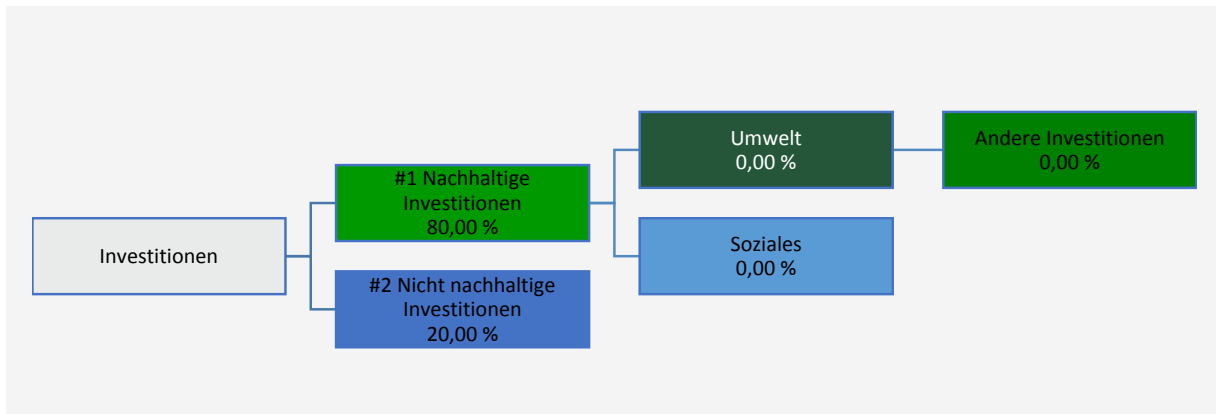 Investitionen
#1 Nachhaltige
Investitionen
80,00 %
#2 Nicht nachhaltige
Investitionen
20,00 %
Umwelt
0,00 %
Soziales
0,00 %
Andere Investitionen
0,00 %